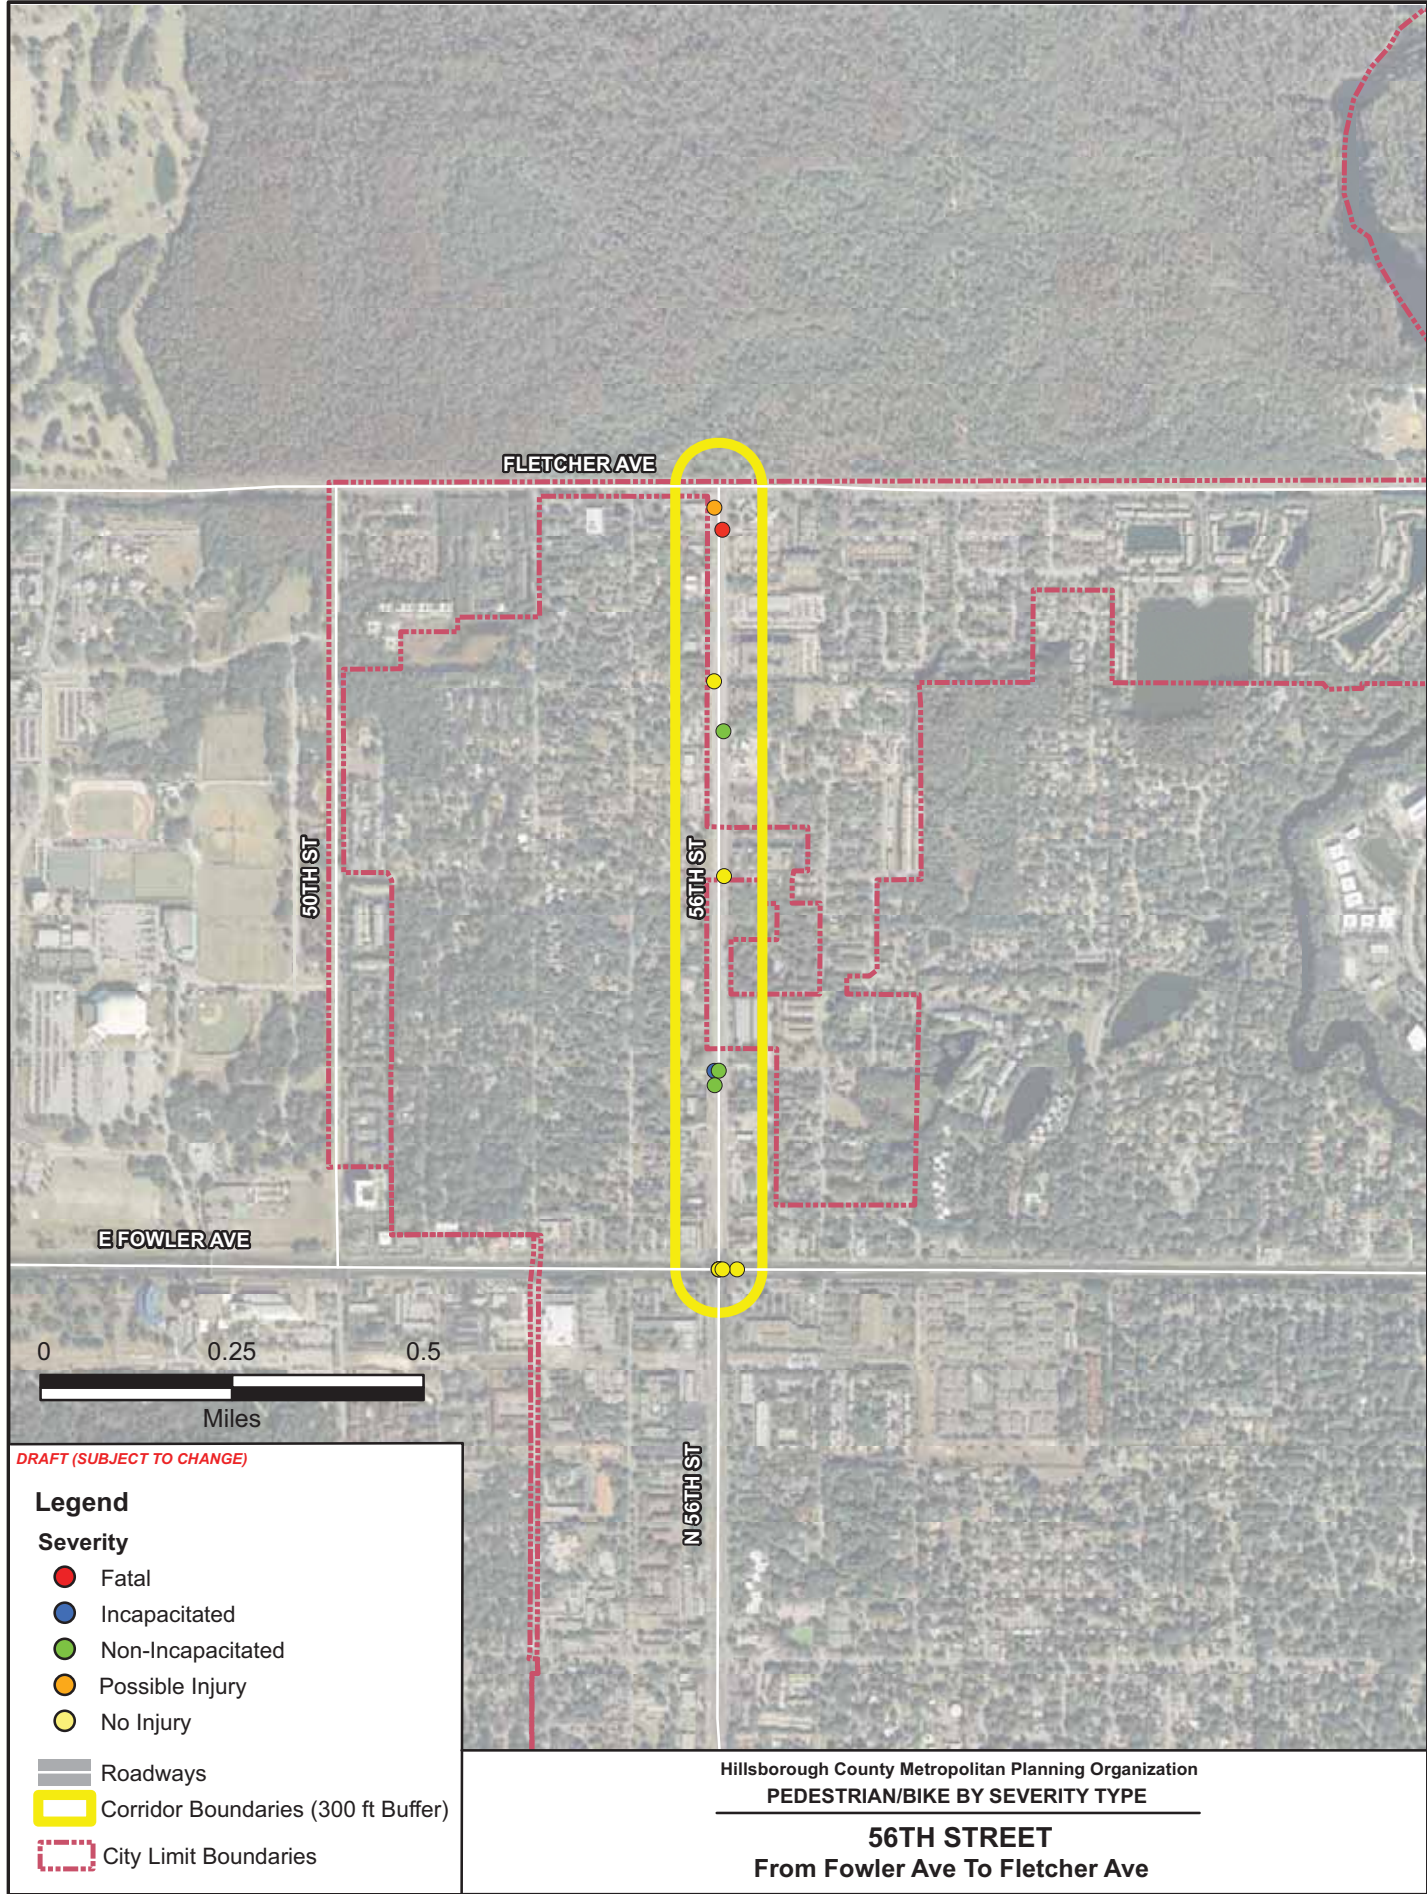 FLETCHER AVE
50TH ST
56TH ST
E FOWLER AVE
0 0.25 0.5
Miles
N 56TH ST
DRAFT (SUBJECT TO CHANGE)
Legend
Severity
Fatal
Incapacitated
Non-Incapacitated
Possible Injury
No Injury
Roadways
Corridor Boundaries (300 ft Buffer)
City Limit Boundaries
Hillsborough County Metropolitan Planning Organization
PEDESTRIAN/BIKE BY SEVERITY TYPE
56TH STREET
From Fowler Ave To Fletcher Ave